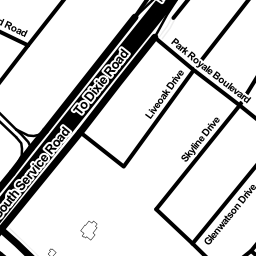 d Road
To Dixie Road
Park Royale Boulevard
Liveoak Drive
Skyline Drive
South Service Road
Glenwatson Drive